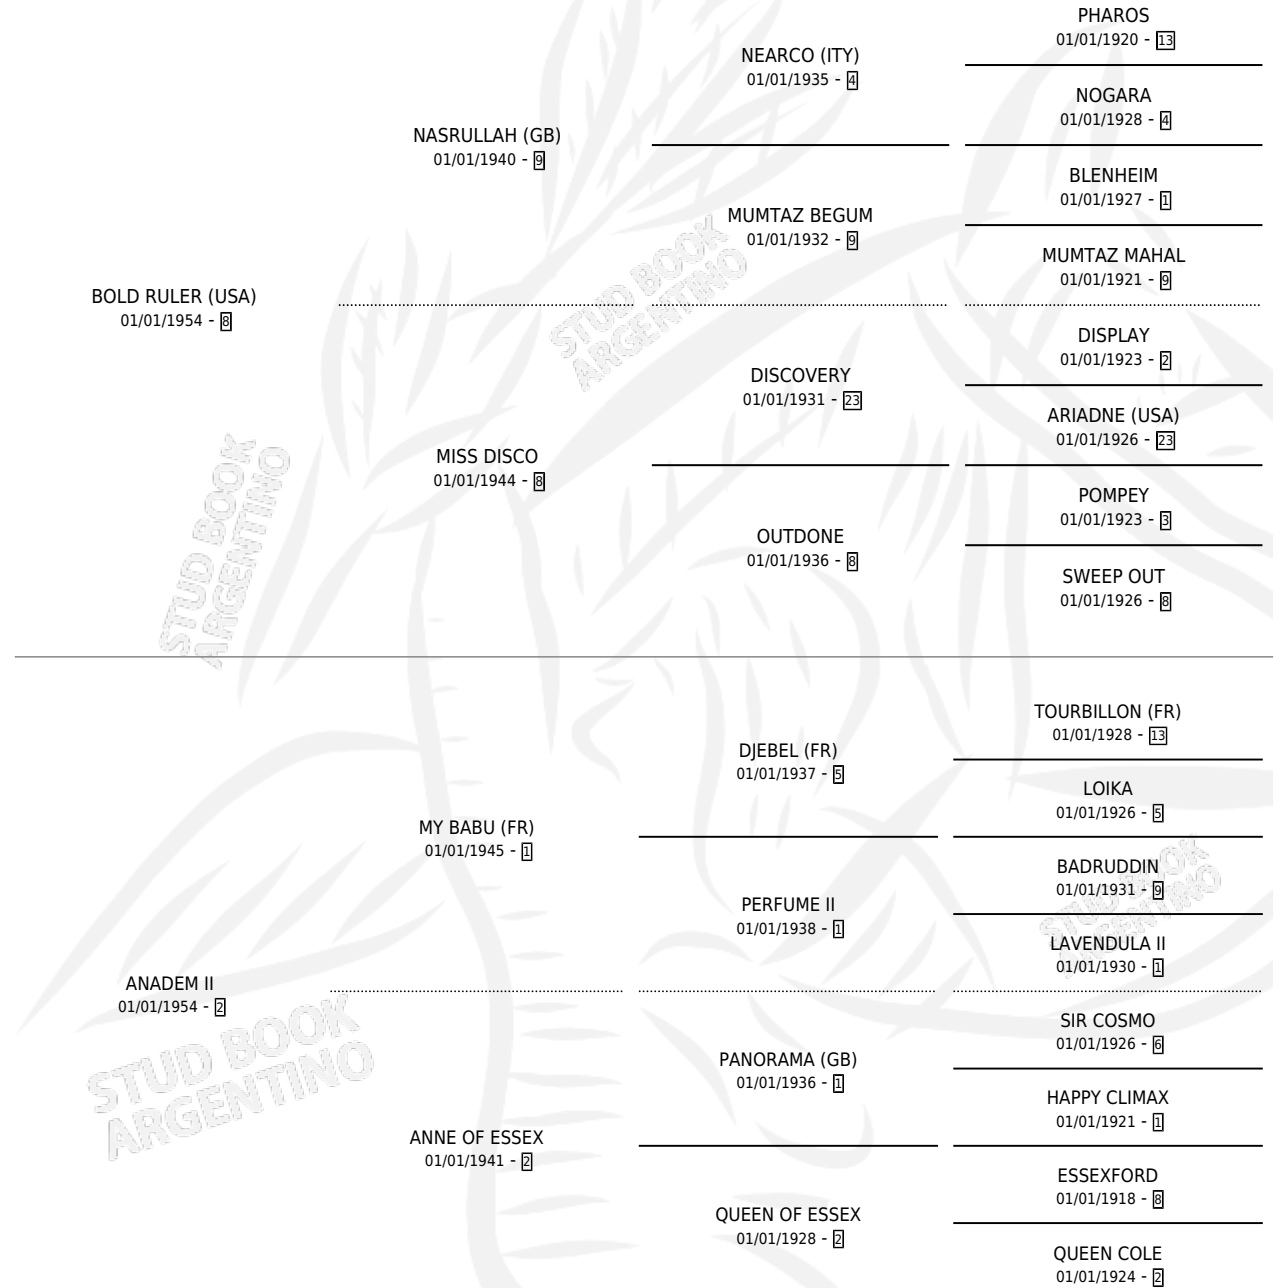 PHAROS
01/01/1920 - 13
NEARCO (ITY)
01/01/1935 - 4
NOGARA
01/01/1928 - 4
NASRULLAH (GB)
01/01/1940 - 9
BLENHEIM
01/01/1927 - 1
MUMTAZ BEGUM
01/01/1932 - 9
MUMTAZ MAHAL
01/01/1921 - 9
BOLD RULER (USA)
01/01/1954 - 8
STUD BOOK
ARGENTINO
DISPLAY
01/01/1923 - 2
DISCOVERY
01/01/1931 - 23
ARIADNE (USA)
01/01/1926 - 23
MISS DISCO
01/01/1944 - 8
POMPEY
01/01/1923 - 3
OUTDONE
01/01/1936 - 8
SWEEP OUT
01/01/1926 - 8
STUD BOOK
ARGENTINO
TOURBILLON (FR)
01/01/1928 - 13
DJEBEL (FR)
01/01/1937 - 5
LOIKA
01/01/1926 - 5
MY BABU (FR)
01/01/1945 - 1
BADRUDDIN
01/01/1931 - 9
PERFUME II
01/01/1938 - 1
LAVENDULA II
01/01/1930 - 1
STUD BOOK
ARGENTINO
ANADEM II
01/01/1954 - 2
SIR COSMO
01/01/1926 - 6
PANORAMA (GB)
01/01/1936 - 1
HAPPY CLIMAX
01/01/1921 - 1
STUD BOOK
ARGENTINO
ANNE OF ESSEX
01/01/1941 - 2
ESSEXFORD
01/01/1918 - 8
QUEEN OF ESSEX
01/01/1928 - 2
QUEEN COLE
01/01/1924 - 2